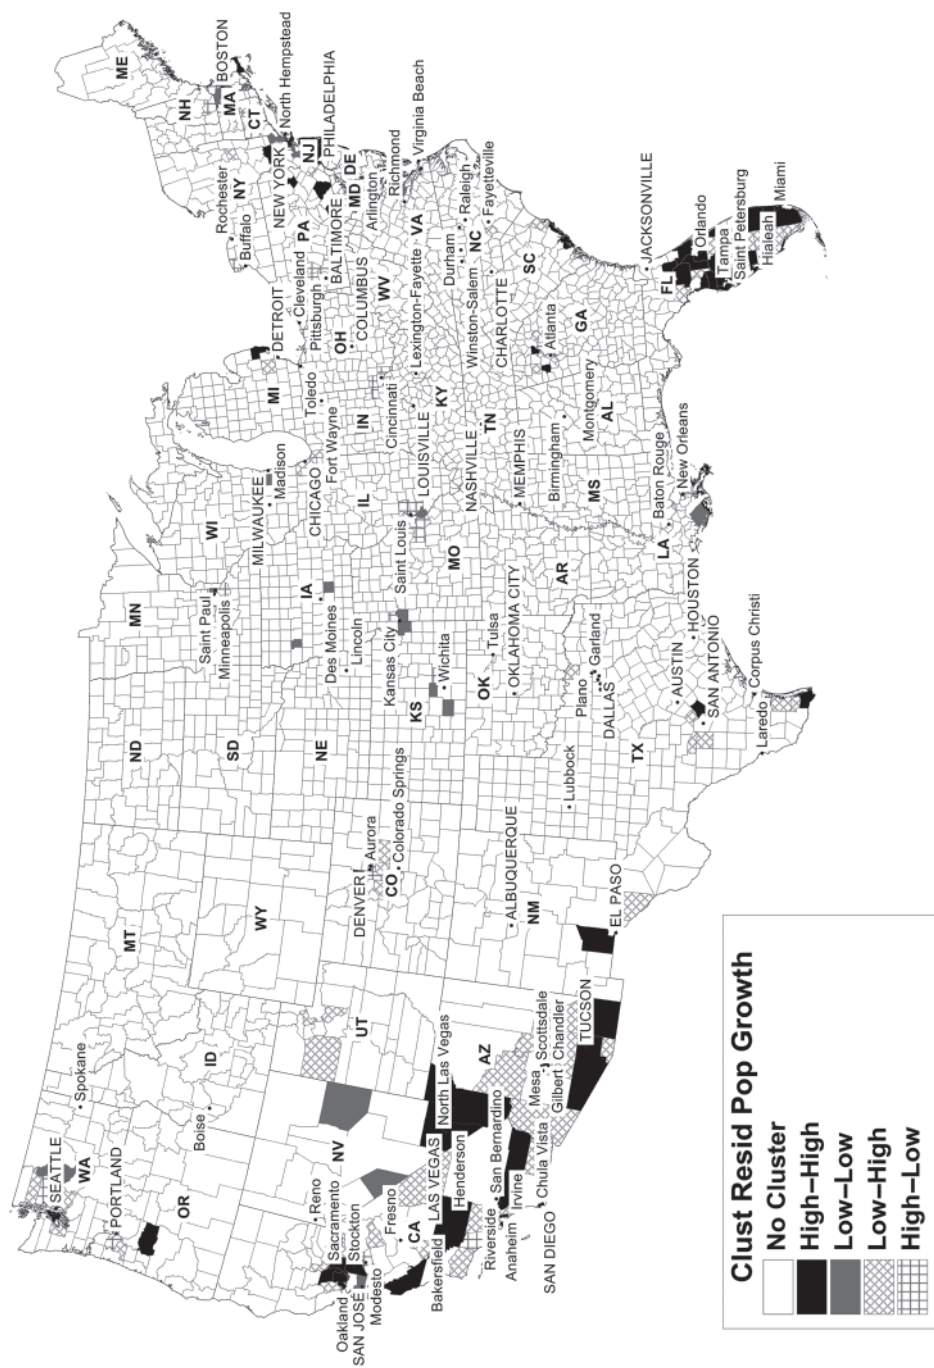 SEATTLE
Spokane
WA
PORTLAND
OR
Boise
ID
MT
ND
MN
Saint Paul
Minneapolis
WI
MILWAUKEE
Madison
MI
DETROIT
Buffalo
Rochester
NY
NH
ME
MA
BOSTON
CT
NEW YORK
North Hempstead
NJ
PHILADELPHIA
PA
DE
MD
BALTIMORE
Arlington
Cleveland
Pittsburgh
Toledo
OH
COLUMBUS
WV
Fort Wayne
CHICAGO
IN
IL
Cincinnati
IA
Des Moines
Lincoln
SD
NE
WY
Reno
NV
UT
Sacramento
Stockton
Oakland
SAN JOSÉ
Modesto
Fresno
CA
Bakersfield
LAS VEGAS
North Las Vegas
Henderson
Riverside
San Bernardino
Anaheim
Irvine
SAN DIEGO
Chula Vista
AZ
Mesa
Scottsdale
Gilbert
Chandler
TUCSON
DENVER
Aurora
CO
Colorado Springs
ALBUQUERQUE
NM
EL PASO
KS
Kansas City
Wichita
Saint Louis
MO
LOUISVILLE
Lexington-Fayette
KY
VA
Richmond
Virginia Beach
OK
Tulsa
OKLAHOMA CITY
AR
NASHVILLE
TN
MEMPHIS
Winston-Salem
Durham
NC
Raleigh
Fayetteville
CHARLOTTE
SC
Lubbock
Plano
DALLAS
Garland
TX
AUSTIN
SAN ANTONIO
HOUSTON
Laredo
Corpus Christi
LA
Baton Rouge
New Orleans
MS
Birmingham
Montgomery
AL
Atlanta
GA
JACKSONVILLE
FL
Orlando
Tampa
Saint Petersburg
Hialeah
Miami
Clust Resid Pop Growth
No Cluster
High–High
Low–Low
Low–High
High–Low